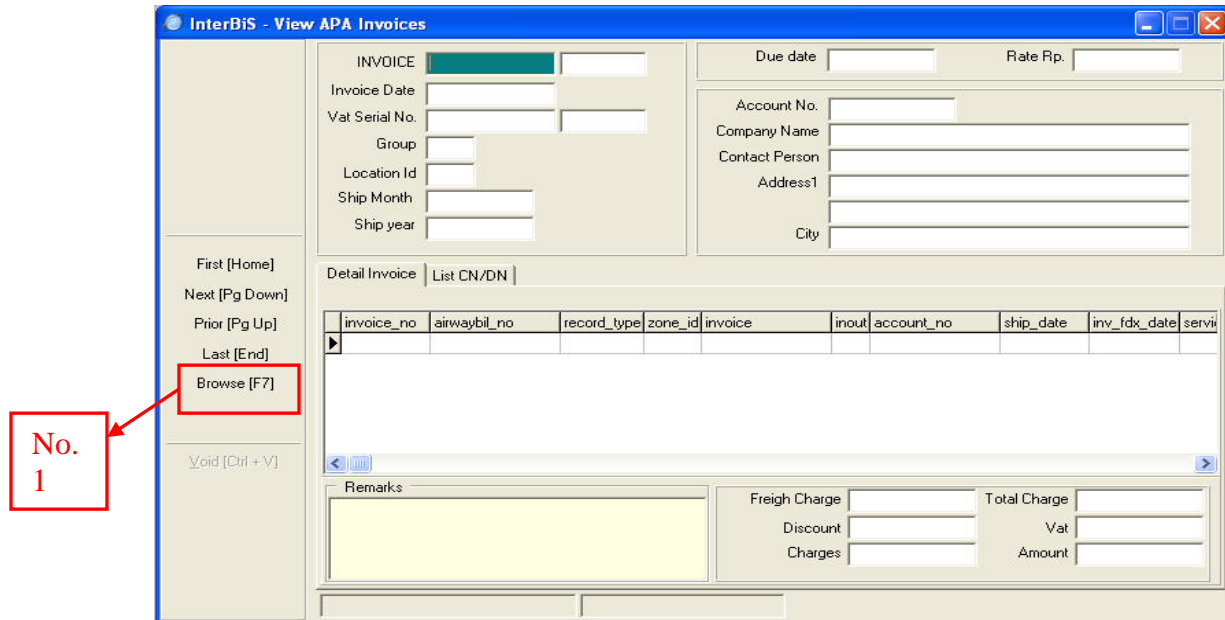 InterBiS - View APA Invoices
INVOICE
Invoice Date
Vat Serial No.
Group
Location Id
Ship Month
Ship year
Due date
Rate Rp.
Account No.
Company Name
Contact Person
Address1
City
First [Home]
Next [Pg Down]
Prior [Pg Up]
Last [End]
Browse [F7]
Void [Ctrl + V]
No.
1
Detail Invoice List CN/DN
invoice_no airwaybil_no record_type zone_id invoice inout account_no ship_date inv_fdx_date servi
Remarks
Freigh Charge
Discount
Charges
Total Charge
Vat
Amount